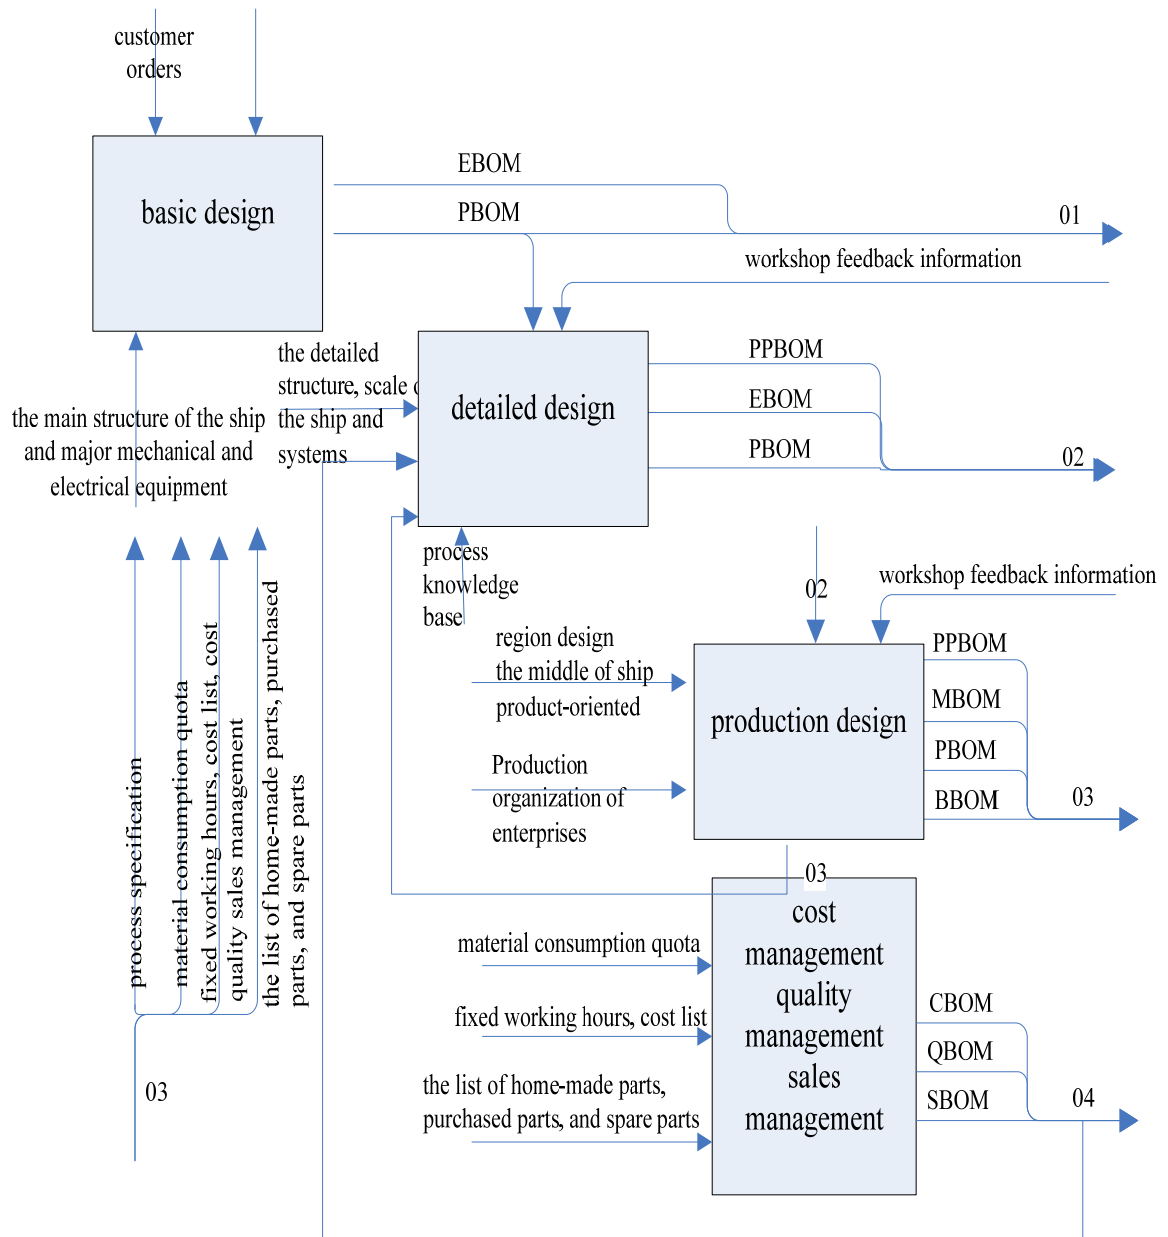 customer
orders
basic design
EBOM
PBOM
01
workshop feedback information
the detailed
structure, scale
the ship and
systems
detailed design
PPBOM
EBOM
PBOM
02
the main structure of the ship
and major mechanical and
electrical equipment
process
knowledge
base
02
workshop feedback information
region design
the middle of ship
product-oriented
Production
organization of
enterprises
production design
PPBOM
MBOM
PBOM
BBOM
03
process specification
material consumption quota
fixed working hours, cost list, cost
quality sales management
the list of home-made parts, purchased
parts, and spare parts
03
03
cost
management
quality
management
sales
management
material consumption quota
fixed working hours, cost list
the list of home-made parts,
purchased parts, and spare parts
CBOM
QBOM
SBOM
04